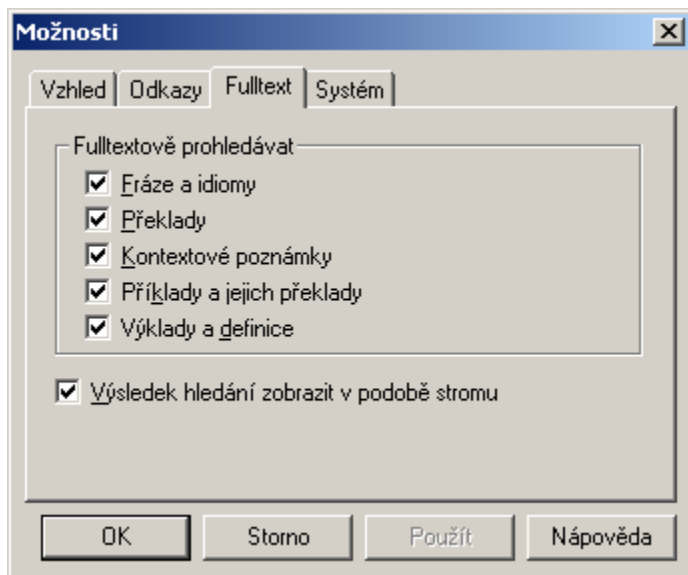 Možnosti
Vzhled Odkazy Fulltext Systém
Fulltextově prohledávat
Fráze a idiomy
Překlady
Kontextové poznámky
Příklady a jejich překlady
Výklady a definice
Výsledek hledání zobrazit v podobě stromu
OK Storno Použít Nápověda